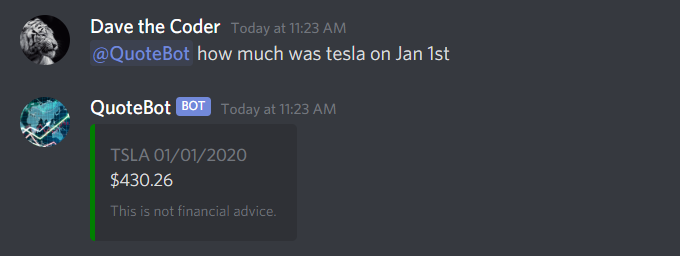 Dave the Coder Today at 11:23 AM
@QuoteBot how much was tesla on Jan 1st
QuoteBot BOT Today at 11:23 AM
TSLA 01/01/2020
$430.26
This is not financial advice.